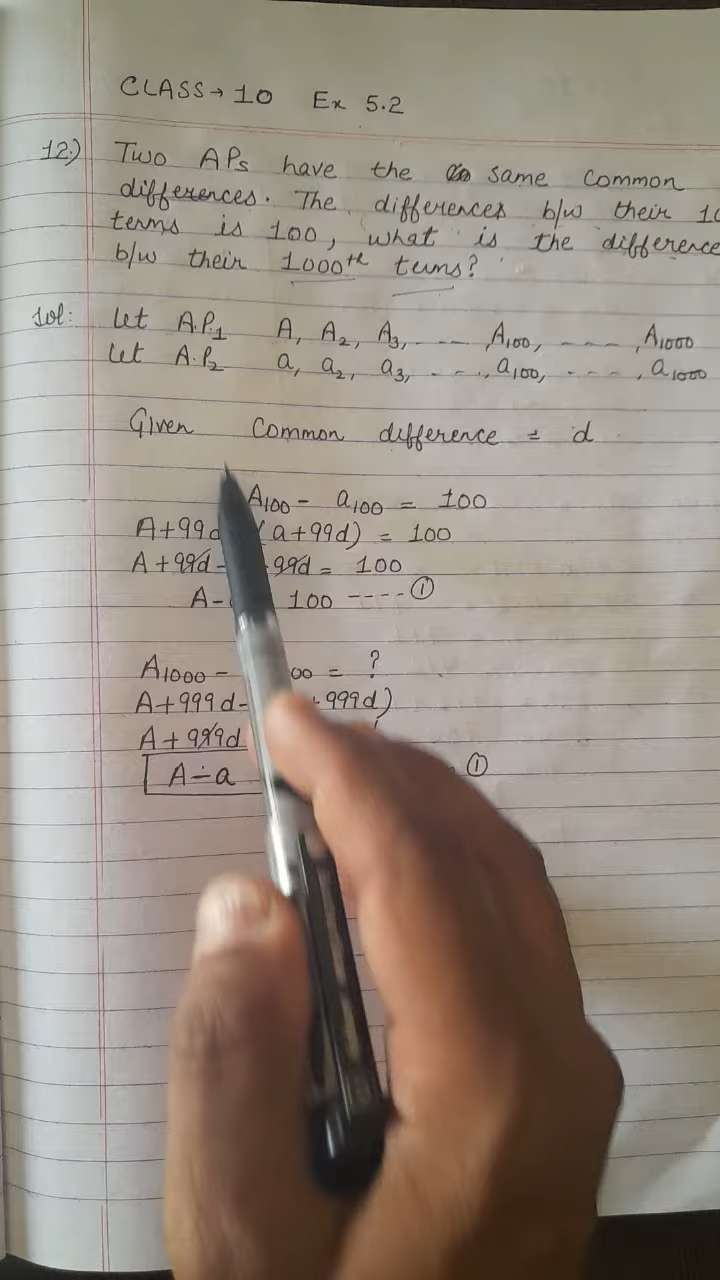 CLASS → 10 Ex 5.2
12.) Two APs have the same common
differences. The differences b/w their
terms is 100, what is the difference
b/w their 1000th terms?
Sol: Let A.P1 A, A2, A3, ---- ,A100, ---- ,A1000
Let A.P2 a, a2, a3, ----, a100, ---- , a1000
Given Common difference = d
A100 - a100 = 100
A+99d (a+99d) = 100
A+99d- 99d = 100
A- 100 ---- ①
A1000 - 00 = ?
A+999d- +999d)
A+999d
A-a ①